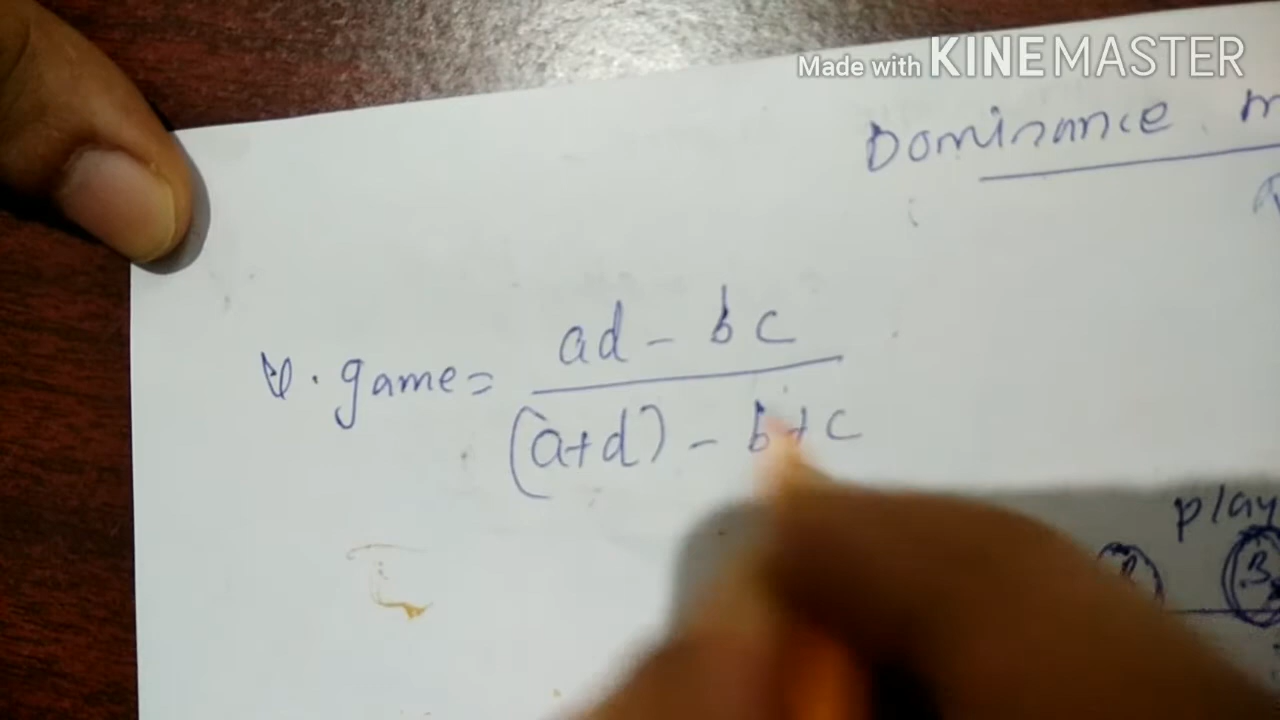 Made with KINEMASTER
Dominance
V. game = ad - bc
(a+d) - b+c
play
B